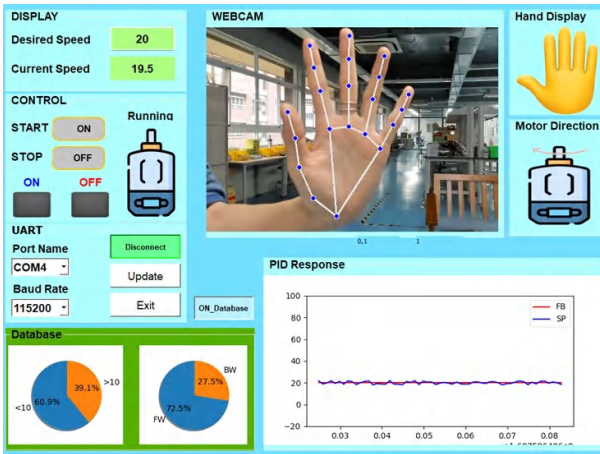 DISPLAY
Desired Speed 20
Current Speed 19.5
CONTROL
START ON
Running
STOP OFF
ON OFF
UART
Port Name
COM4
Baud Rate
115200
Disconnect
Update
Exit
ON_Database
Database
<10 60.9% 39.1% >10
FW 72.5% 27.5% BW
WEBCAM
0,1 1
Hand Display
Motor Direction
PID Response
FB
SP
100
80
60
40
20
0
−20
0.03 0.04 0.05 0.06 0.07 0.08